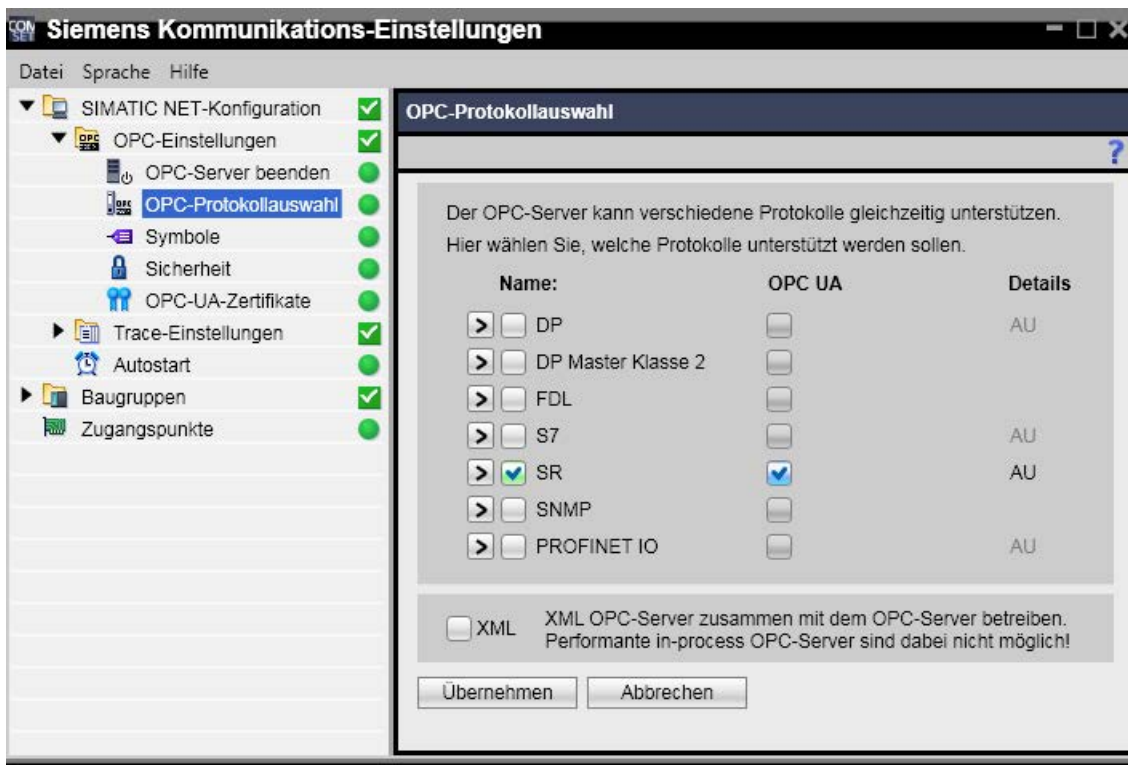 CON
SET
Siemens Kommunikations-Einstellungen
Datei Sprache Hilfe
SIMATIC NET-Konfiguration
OPC-Einstellungen
OPC-Server beenden
OPC-Protokollauswahl
Symbole
Sicherheit
OPC-UA-Zertifikate
Trace-Einstellungen
Autostart
Baugruppen
Zugangspunkte
OPC-Protokollauswahl
?
Der OPC-Server kann verschiedene Protokolle gleichzeitig unterstützen.
Hier wählen Sie, welche Protokolle unterstützt werden sollen.
Name: OPC UA Details
DP AU
DP Master Klasse 2
FDL
S7 AU
SR AU
SNMP
PROFINET IO AU
XML
XML OPC-Server zusammen mit dem OPC-Server betreiben.
Performante in-process OPC-Server sind dabei nicht möglich!
Übernehmen Abbrechen